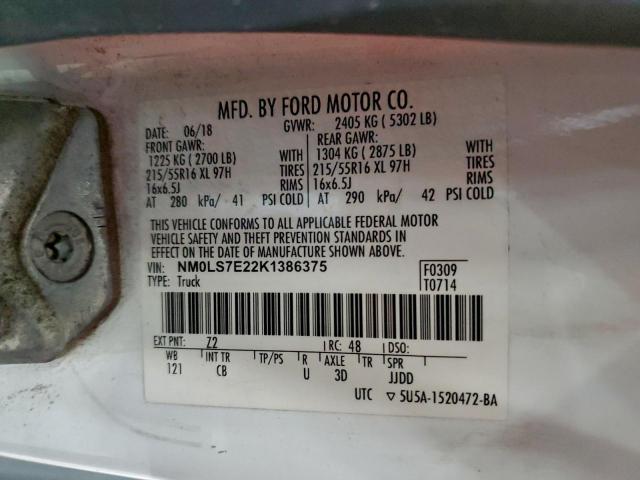 MFD. BY FORD MOTOR CO.
DATE: 06/18 GVWR: 2405 KG ( 5302 LB)
FRONT GAWR: REAR GAWR:
1225 KG ( 2700 LB) WITH 1304 KG ( 2875 LB) WITH
215/55R16 XL 97H TIRES 215/55R16 XL 97H TIRES
16x6.5J RIMS 16x6.5J RIMS
AT 280 kPa/ 41 PSI COLD AT 290 kPa/ 42 PSI COLD
THIS VEHICLE CONFORMS TO ALL APPLICABLE FEDERAL MOTOR
VEHICLE SAFETY AND THEFT PREVENTION STANDARDS IN
EFFECT ON THE DATE OF MANUFACTURE SHOWN ABOVE.
VIN: NM0LS7E22K1386375 F0309
TYPE: Truck T0714
EXT PNT: Z2 RC: 48 DSO:
WB INT TR TP/PS R AXLE TR SPR
121 CB U 3D JJDD
UTC ▽ 5U5A-1520472-BA